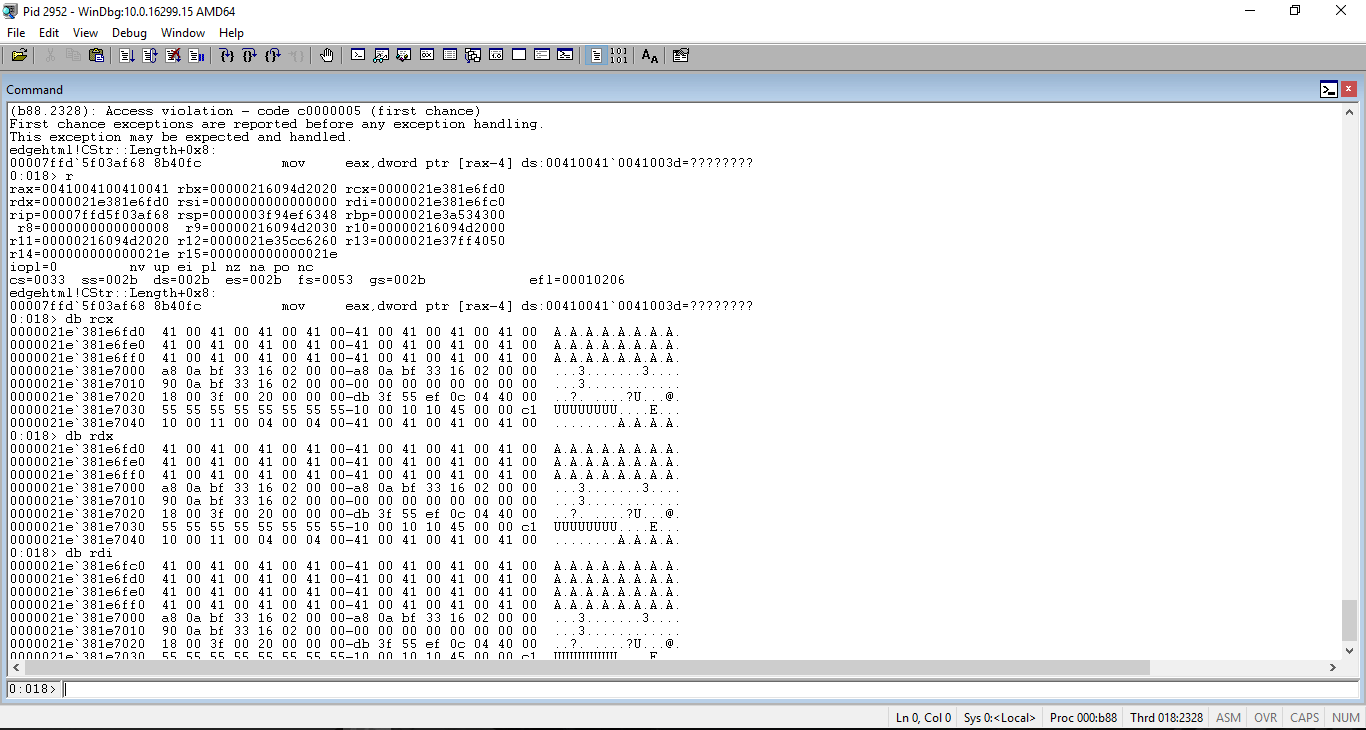 Pid 2952 - WinDbg:10.0.16299.15 AMD64
File Edit View Debug Window Help
Command
(b88.2328): Access violation - code c0000005 (first chance)
First chance exceptions are reported before any exception handling.
This exception may be expected and handled.
edgehtml!CStr::Length+0x8:
00007ffd`5f03af68 8b40fc mov eax,dword ptr [rax-4] ds:00410041`0041003d=????????
0:018> r
rax=0041004100410041 rbx=00000216094d2020 rcx=0000021e381e6fd0
rdx=0000021e381e6fd0 rsi=0000000000000000 rdi=0000021e381e6fc0
rip=00007ffd5f03af68 rsp=0000003f94ef6348 rbp=0000021e3a534300
r8=0000000000000008 r9=00000216094d2030 r10=00000216094d2000
r11=00000216094d2020 r12=0000021e35cc6260 r13=0000021e37ff4050
r14=000000000000021e r15=000000000000021e
iopl=0 nv up ei pl nz na po nc
cs=0033 ss=002b ds=002b es=002b fs=0053 gs=002b efl=00010206
edgehtml!CStr::Length+0x8:
00007ffd`5f03af68 8b40fc mov eax,dword ptr [rax-4] ds:00410041`0041003d=????????
0:018> db rcx
0000021e`381e6fd0 41 00 41 00 41 00 41 00-41 00 41 00 41 00 41 00 A.A.A.A.A.A.A.A.
0000021e`381e6fe0 41 00 41 00 41 00 41 00-41 00 41 00 41 00 41 00 A.A.A.A.A.A.A.A.
0000021e`381e6ff0 41 00 41 00 41 00 41 00-41 00 41 00 41 00 41 00 A.A.A.A.A.A.A.A.
0000021e`381e7000 a8 0a bf 33 16 02 00 00-a8 0a bf 33 16 02 00 00 ...3.......3....
0000021e`381e7010 90 0a bf 33 16 02 00 00-00 00 00 00 00 00 00 00 ...3............
0000021e`381e7020 18 00 3f 00 20 00 00 00-db 3f 55 ef 0c 04 40 00 ..?. ....?U...@.
0000021e`381e7030 55 55 55 55 55 55 55 55-10 00 10 10 45 00 00 c1 UUUUUUUU....E...
0000021e`381e7040 10 00 11 00 04 00 04 00-41 00 41 00 41 00 41 00 ........A.A.A.A.
0:018> db rdx
0000021e`381e6fd0 41 00 41 00 41 00 41 00-41 00 41 00 41 00 41 00 A.A.A.A.A.A.A.A.
0000021e`381e6fe0 41 00 41 00 41 00 41 00-41 00 41 00 41 00 41 00 A.A.A.A.A.A.A.A.
0000021e`381e6ff0 41 00 41 00 41 00 41 00-41 00 41 00 41 00 41 00 A.A.A.A.A.A.A.A.
0000021e`381e7000 a8 0a bf 33 16 02 00 00-a8 0a bf 33 16 02 00 00 ...3.......3....
0000021e`381e7010 90 0a bf 33 16 02 00 00-00 00 00 00 00 00 00 00 ...3............
0000021e`381e7020 18 00 3f 00 20 00 00 00-db 3f 55 ef 0c 04 40 00 ..?. ....?U...@.
0000021e`381e7030 55 55 55 55 55 55 55 55-10 00 10 10 45 00 00 c1 UUUUUUUU....E...
0000021e`381e7040 10 00 11 00 04 00 04 00-41 00 41 00 41 00 41 00 ........A.A.A.A.
0:018> db rdi
0000021e`381e6fc0 41 00 41 00 41 00 41 00-41 00 41 00 41 00 41 00 A.A.A.A.A.A.A.A.
0000021e`381e6fd0 41 00 41 00 41 00 41 00-41 00 41 00 41 00 41 00 A.A.A.A.A.A.A.A.
0000021e`381e6fe0 41 00 41 00 41 00 41 00-41 00 41 00 41 00 41 00 A.A.A.A.A.A.A.A.
0000021e`381e6ff0 41 00 41 00 41 00 41 00-41 00 41 00 41 00 41 00 A.A.A.A.A.A.A.A.
0000021e`381e7000 a8 0a bf 33 16 02 00 00-a8 0a bf 33 16 02 00 00 ...3.......3....
0000021e`381e7010 90 0a bf 33 16 02 00 00-00 00 00 00 00 00 00 00 ...3............
0000021e`381e7020 18 00 3f 00 20 00 00 00-db 3f 55 ef 0c 04 40 00 ..?. ....?U...@.
0000021e`381e7030 55 55 55 55 55 55 55 55-10 00 10 10 45 00 00 c1 UUUUUUUU....E...
0:018>
Ln 0, Col 0 Sys 0:<Local> Proc 000:b88 Thrd 018:2328 ASM OVR CAPS NUM